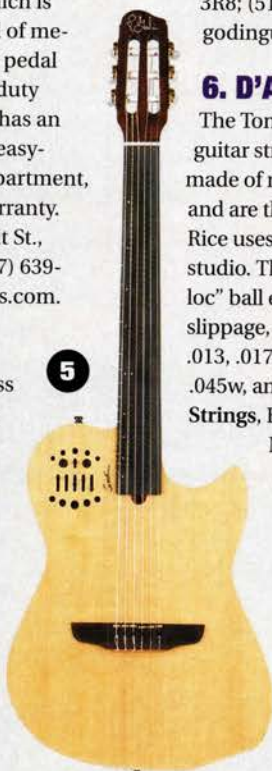 hich is
of me-
pedal
duty
has an
easy-
partment,
rranty.
t St.,
7) 639-
s.com.
ss
5
3R8; (51
godingu
6. D'A
The Ton
guitar str
made of n
and are th
Rice uses
studio. Th
loc" ball e
slippage,
.013, .017
.045w, an
Strings, F